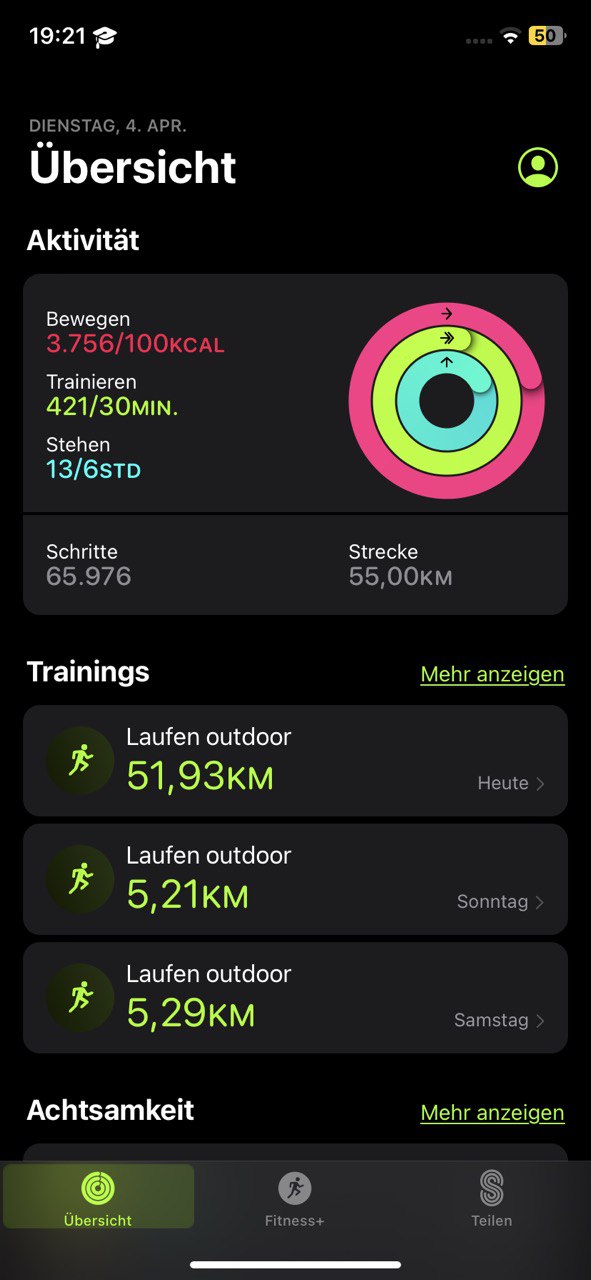 19:21
50
DIENSTAG, 4. APR.
Übersicht
Aktivität
Bewegen
3.756/100KCAL
Trainieren
421/30MIN.
Stehen
13/6STD
Schritte
65.976
Strecke
55,00KM
Trainings
Mehr anzeigen
Laufen outdoor
51,93KM
Heute
Laufen outdoor
5,21KM
Sonntag
Laufen outdoor
5,29KM
Samstag
Achtsamkeit
Mehr anzeigen
Übersicht
Fitness+
Teilen